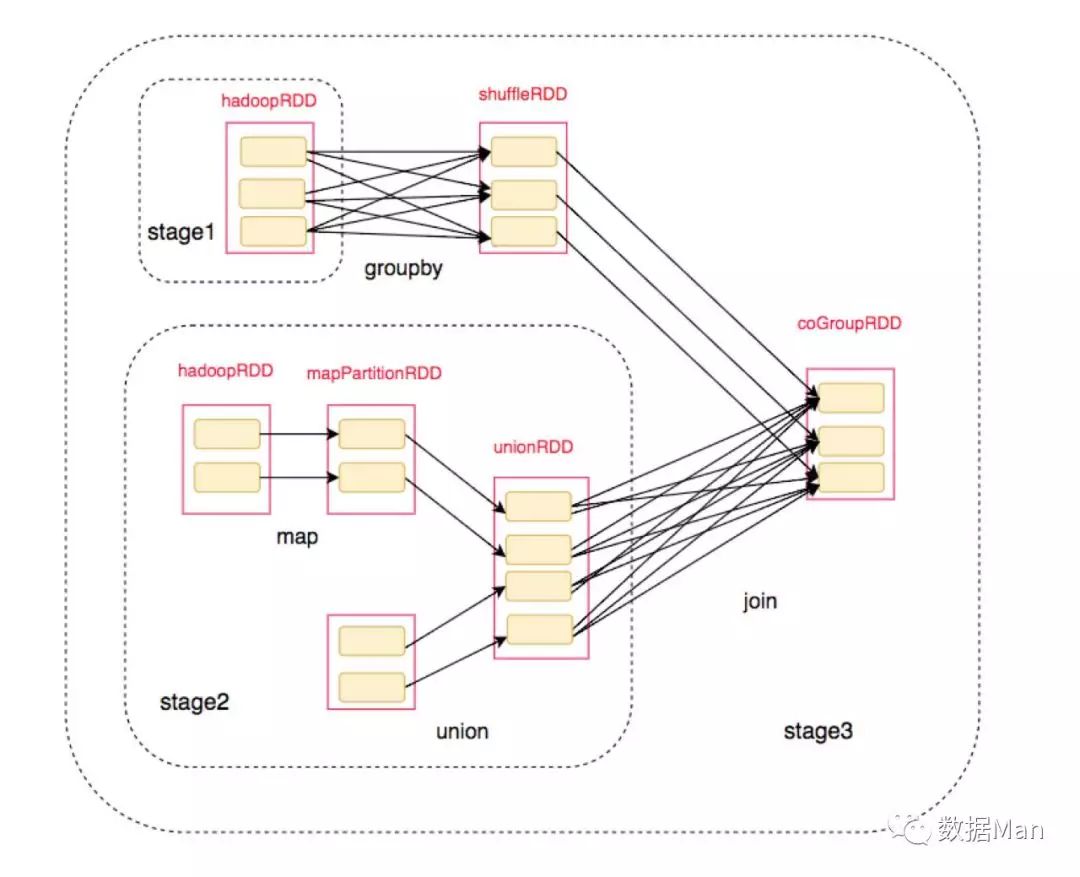 hadoopRDD
shuffleRDD
stage1
groupby
coGroupRDD
hadoopRDD
mapPartitionRDD
unionRDD
map
join
stage2
union
stage3
数据Man